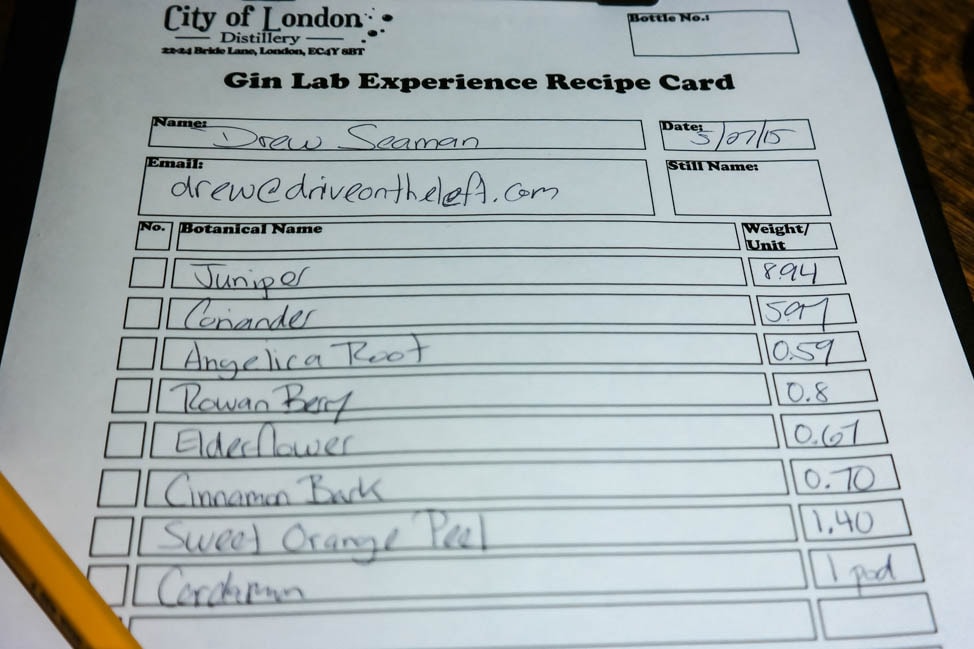 City of London
Distillery
22-24 Bride Lane, London, EC4Y 8BT
Bottle No.:
Gin Lab Experience Recipe Card
Name: Drew Seaman Date: 5/27/15
Email: drew@driveontheleft.com Still Name:
No. Botanical Name Weight/
Unit
Juniper 8.94
Coriander 5.97
Angelica Root 0.59
Rowan Berry 0.8
Elderflower 0.67
Cinnamon Bark 0.70
Sweet Orange Peel 1.40
Cardamun 1 pod